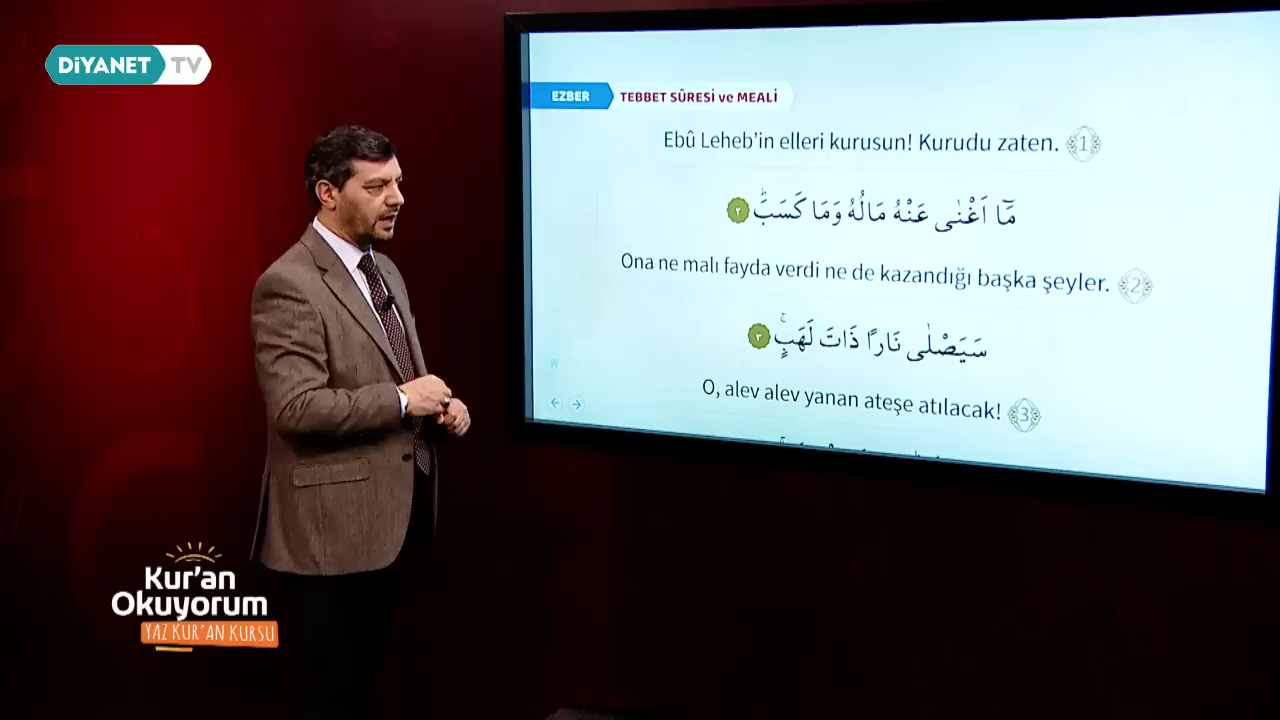 DİYANET TV
EZBER
TEBBET SÛRESİ ve MEALİ
Ebû Leheb'in elleri kurusun! Kurudu zaten. 1
مَٓا اَغْنٰى عَنْهُ مَالُهُ وَمَا كَسَبَۜ ٢
Ona ne malı fayda verdi ne de kazandığı başka şeyler. 2
سَيَصْلٰى نَاراً ذَاتَ لَهَبٍۚ ٣
O, alev alev yanan ateşe atılacak! 3
Kur'an
Okuyorum
YAZ KUR'AN KURSU